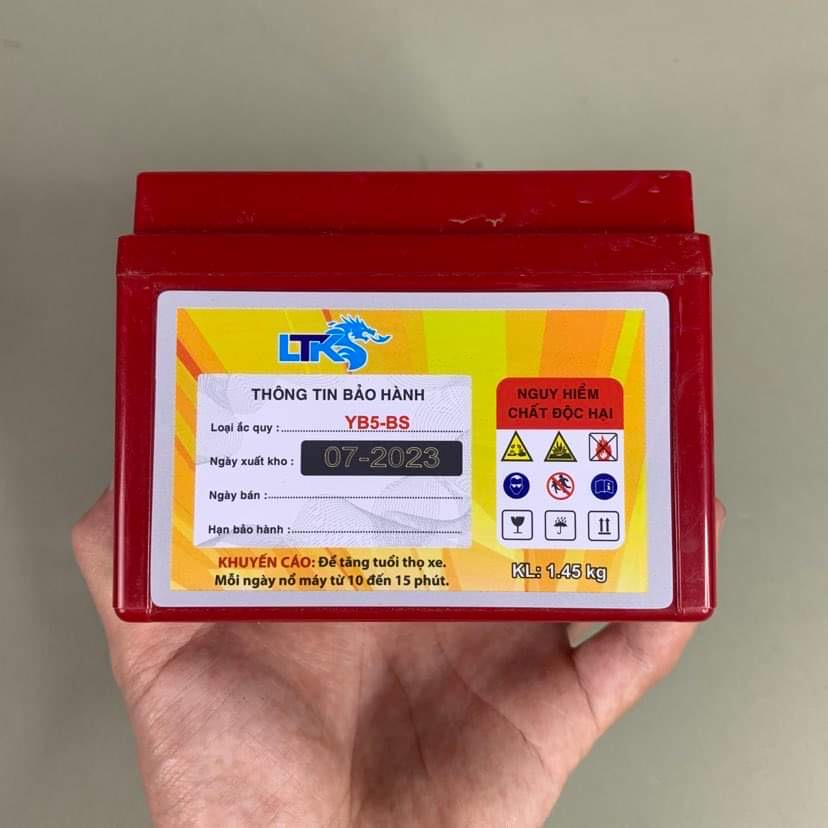 LTK
THÔNG TIN BẢO HÀNH
Loại ắc quy : YB5-BS
Ngày xuất kho : 07-2023
Ngày bán :
Hạn bảo hành :
NGUY HIỂM
CHẤT ĐỘC HẠI
KHUYẾN CÁO: Để tăng tuổi thọ xe.
Mỗi ngày nổ máy từ 10 đến 15 phút.
KL: 1.45 kg